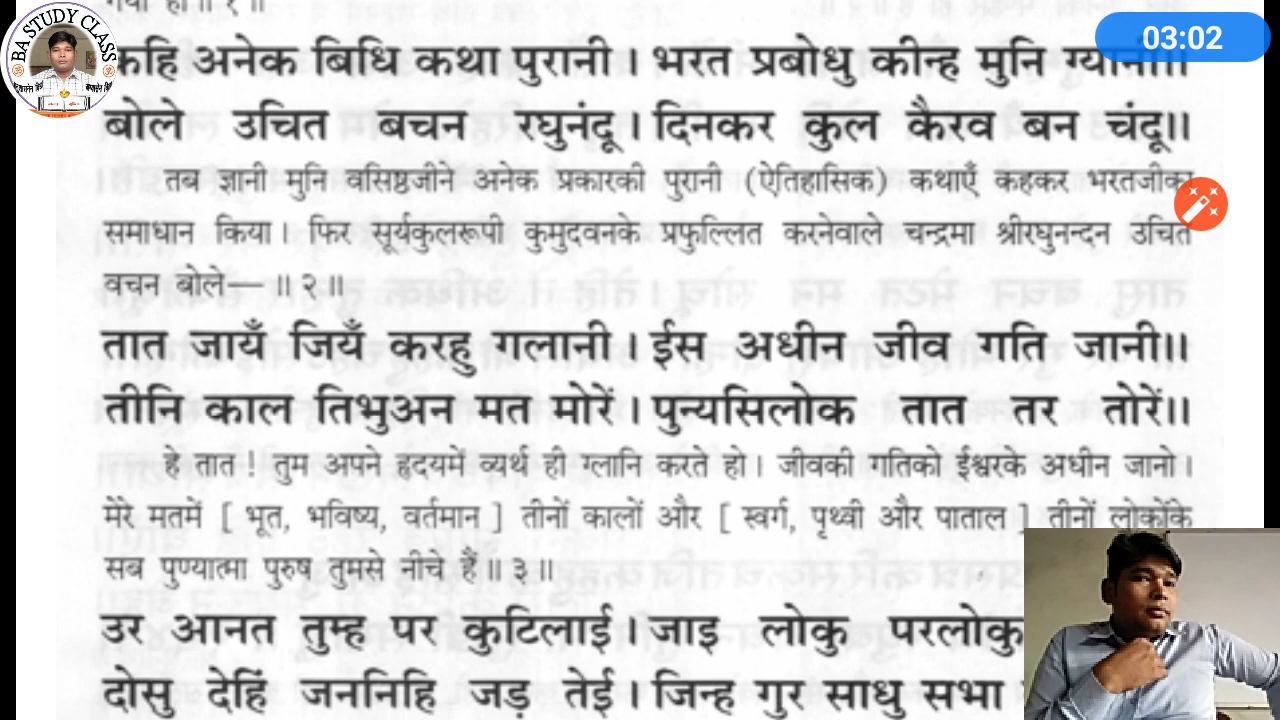 गया हो॥ १॥
BA STUDY CLASS
03:02
कहि अनेक बिधि कथा पुरानी। भरत प्रबोधु कीन्ह मुनि ग्यानी॥
बोले उचित बचन रघुनंदू। दिनकर कुल कैरव बन चंदू॥
तब ज्ञानी मुनि वसिष्ठजीने अनेक प्रकारकी पुरानी (ऐतिहासिक) कथाएँ कहकर भरतजीका
समाधान किया। फिर सूर्यकुलरूपी कुमुदवनके प्रफुल्लित करनेवाले चन्द्रमा श्रीरघुनन्दन उचित
वचन बोले— ॥ २॥
तात जायँ जियँ करहु गलानी। ईस अधीन जीव गति जानी॥
तीनि काल तिभुअन मत मोरें। पुन्यसिलोक तात तर तोरें॥
हे तात! तुम अपने हृदयमें व्यर्थ ही ग्लानि करते हो। जीवकी गतिको ईश्वरके अधीन जानो।
मेरे मतमें [ भूत, भविष्य, वर्तमान ] तीनों कालों और [ स्वर्ग, पृथ्वी और पाताल ] तीनों लोकोंके
सब पुण्यात्मा पुरुष तुमसे नीचे हैं॥ ३॥
उर आनत तुम्ह पर कुटिलाई। जाइ लोकु परलोकु
दोसु देहिं जननिहि जड़ तेई। जिन्ह गुर साधु सभा